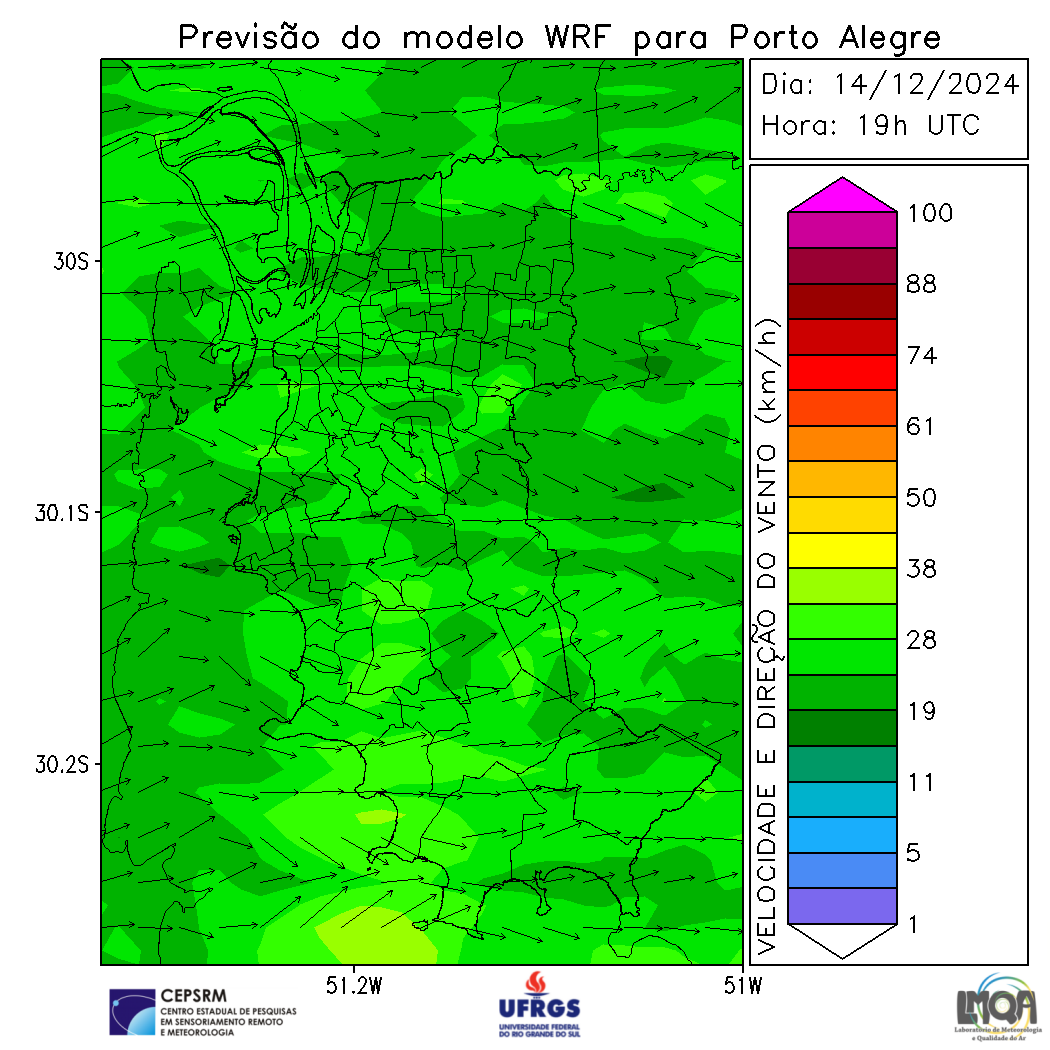 Previsão do modelo WRF para Porto Alegre
Dia: 14/12/2024
Hora: 19h UTC
30S
30.1S
30.2S
51.2W
51W
VELOCIDADE E DIREÇÃO DO VENTO (km/h)
100
88
74
61
50
38
28
19
11
5
1
CEPSRM
CENTRO ESTADUAL DE PESQUISAS
EM SENSORIAMENTO REMOTO
E METEOROLOGIA
UFRGS
UNIVERSIDADE FEDERAL
DO RIO GRANDE DO SUL
LMQA
Laboratório de Meteorologia
e Qualidade do Ar